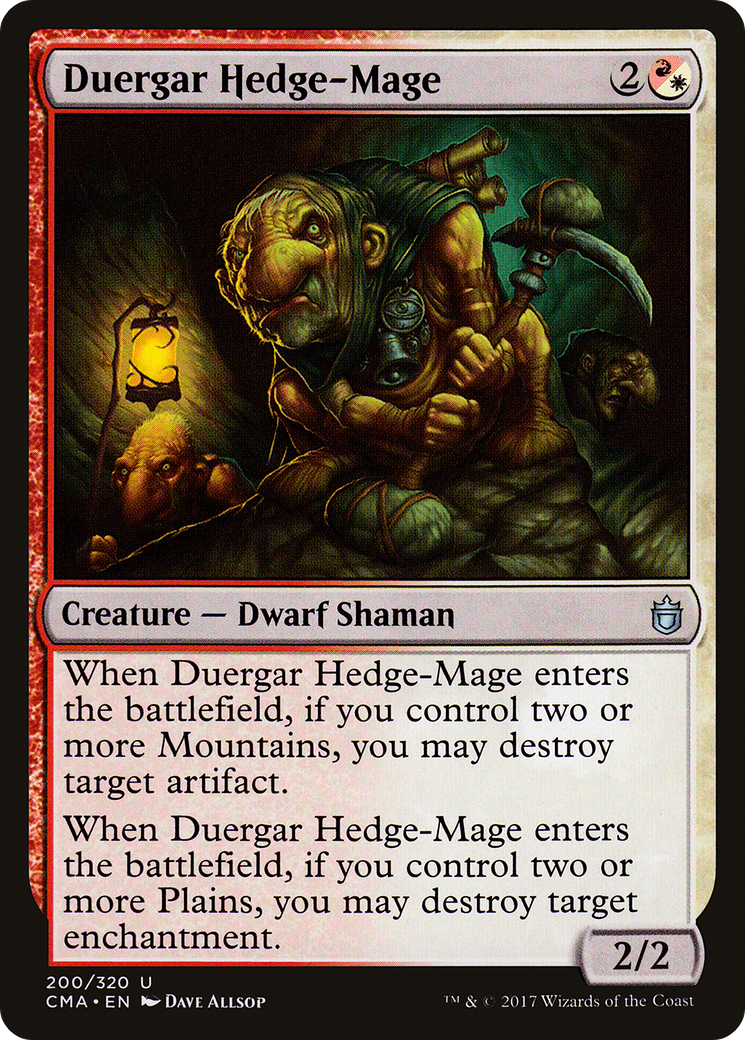 Duergar Hedge-Mage 2
Creature — Dwarf Shaman
When Duergar Hedge-Mage enters
the battlefield, if you control two or
more Mountains, you may destroy
target artifact.
When Duergar Hedge-Mage enters
the battlefield, if you control two or
more Plains, you may destroy target
enchantment.
2/2
200/320 U
CMA • EN Dave Allsop
™ & © 2017 Wizards of the Coast